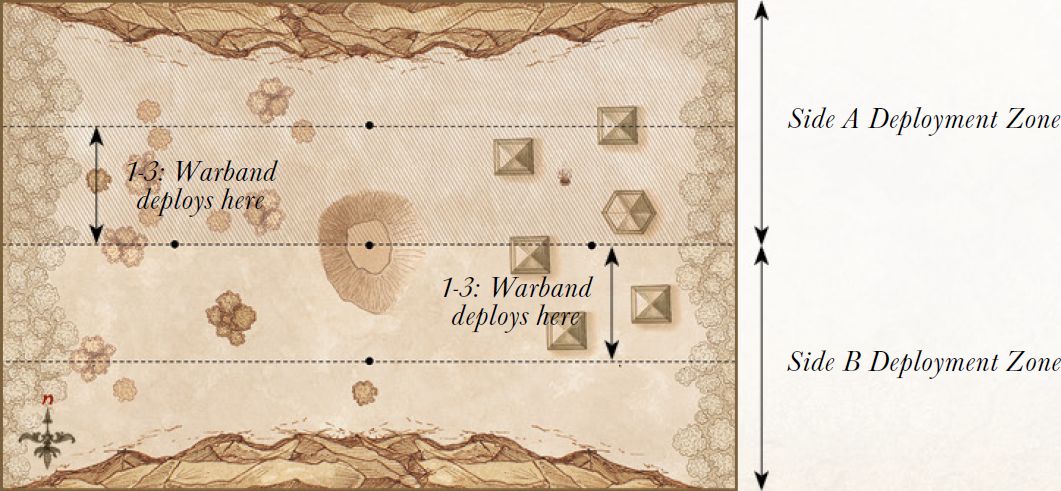 Side A Deployment Zone
1-3: Warband
deploys here
1-3: Warband
deploys here
Side B Deployment Zone
n